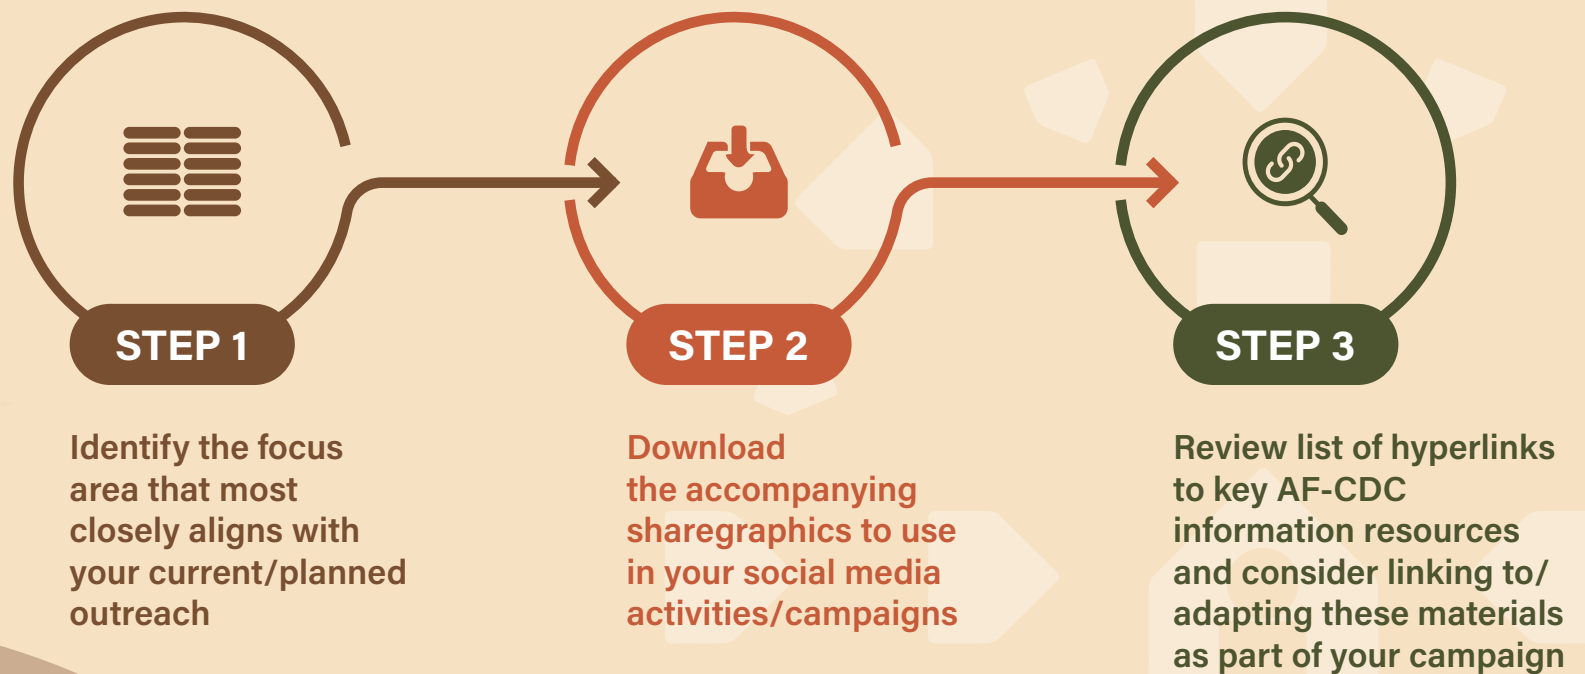 STEP 1
Identify the focus
area that most
closely aligns with
your current/planned
outreach
STEP 2
Download
the accompanying
sharegraphics to use
in your social media
activities/campaigns
STEP 3
Review list of hyperlinks
to key AF-CDC
information resources
and consider linking to/
adapting these materials
as part of your campaign